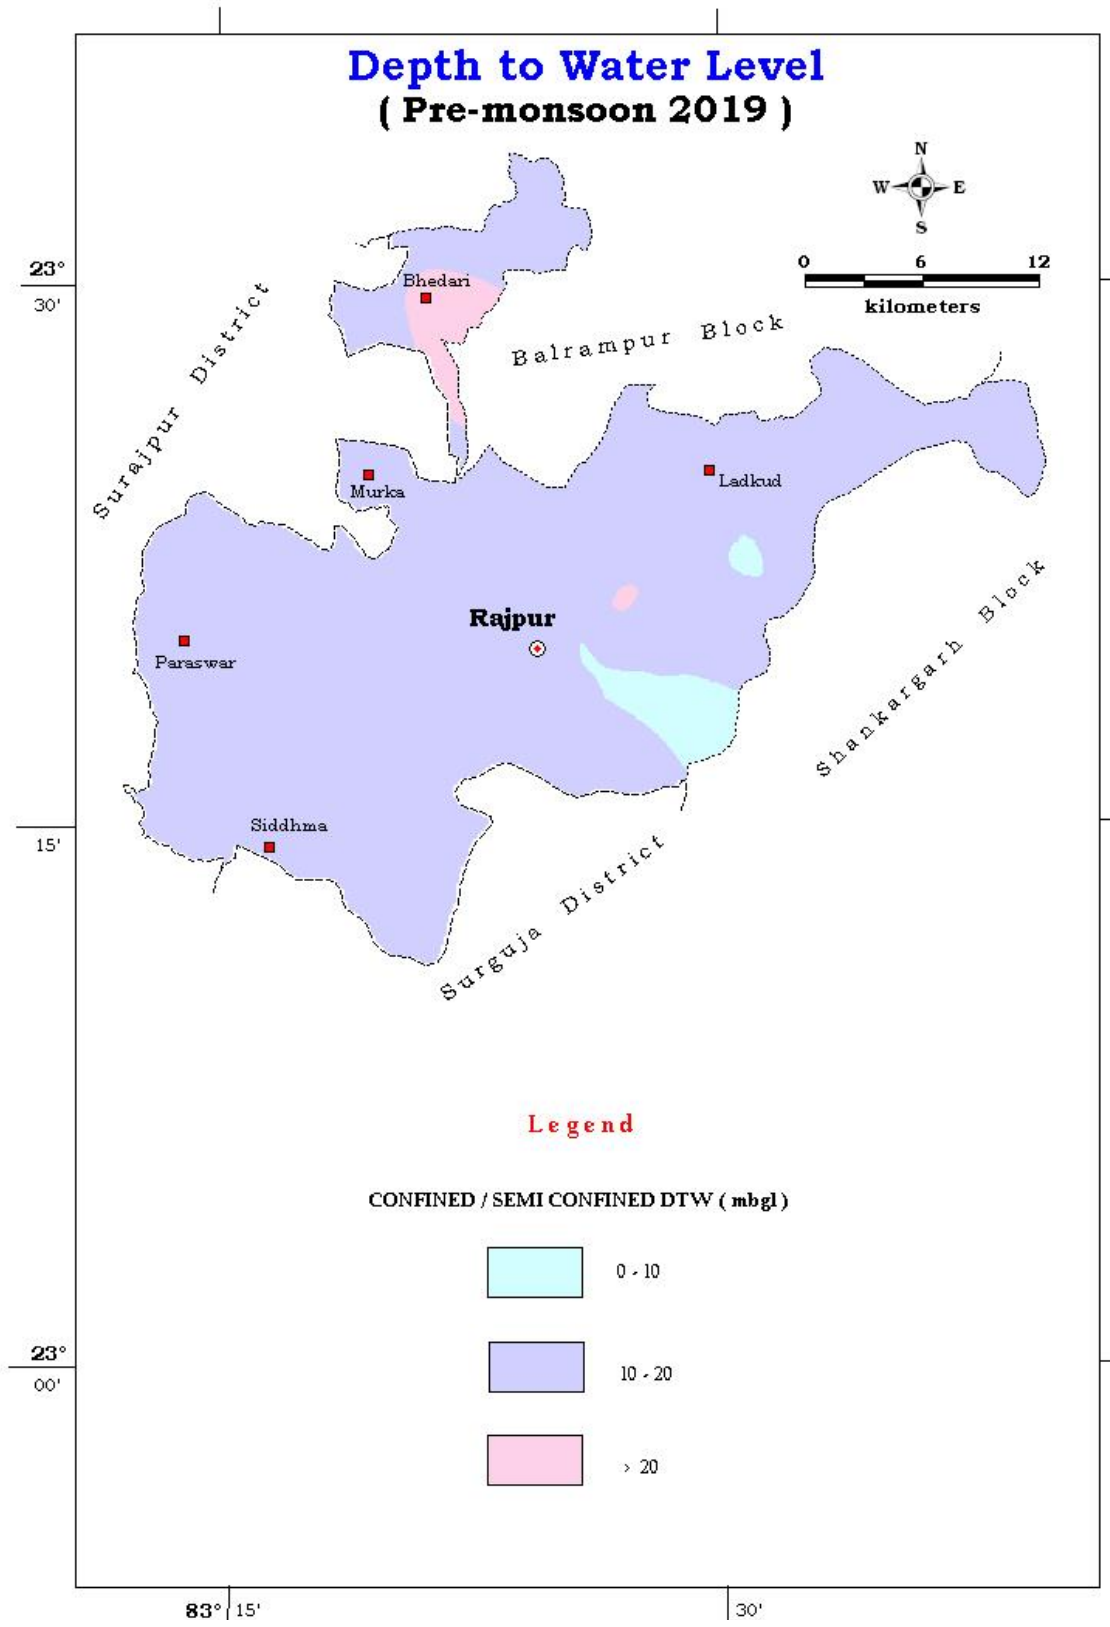 Depth to Water Level
( Pre-monsoon 2019 )
N
W E
S
0 6 12
kilometers
23°
30'
Bhedari
Surajpur District
Balrampur Block
Murka
Ladkud
Rajpur
Paraswar
Shankargarh Block
Siddhma
15'
Surguja District
Legend
CONFINED / SEMI CONFINED DTW ( mbgl )
0 - 10
10 - 20
> 20
23°
00'
83° 15' 30'